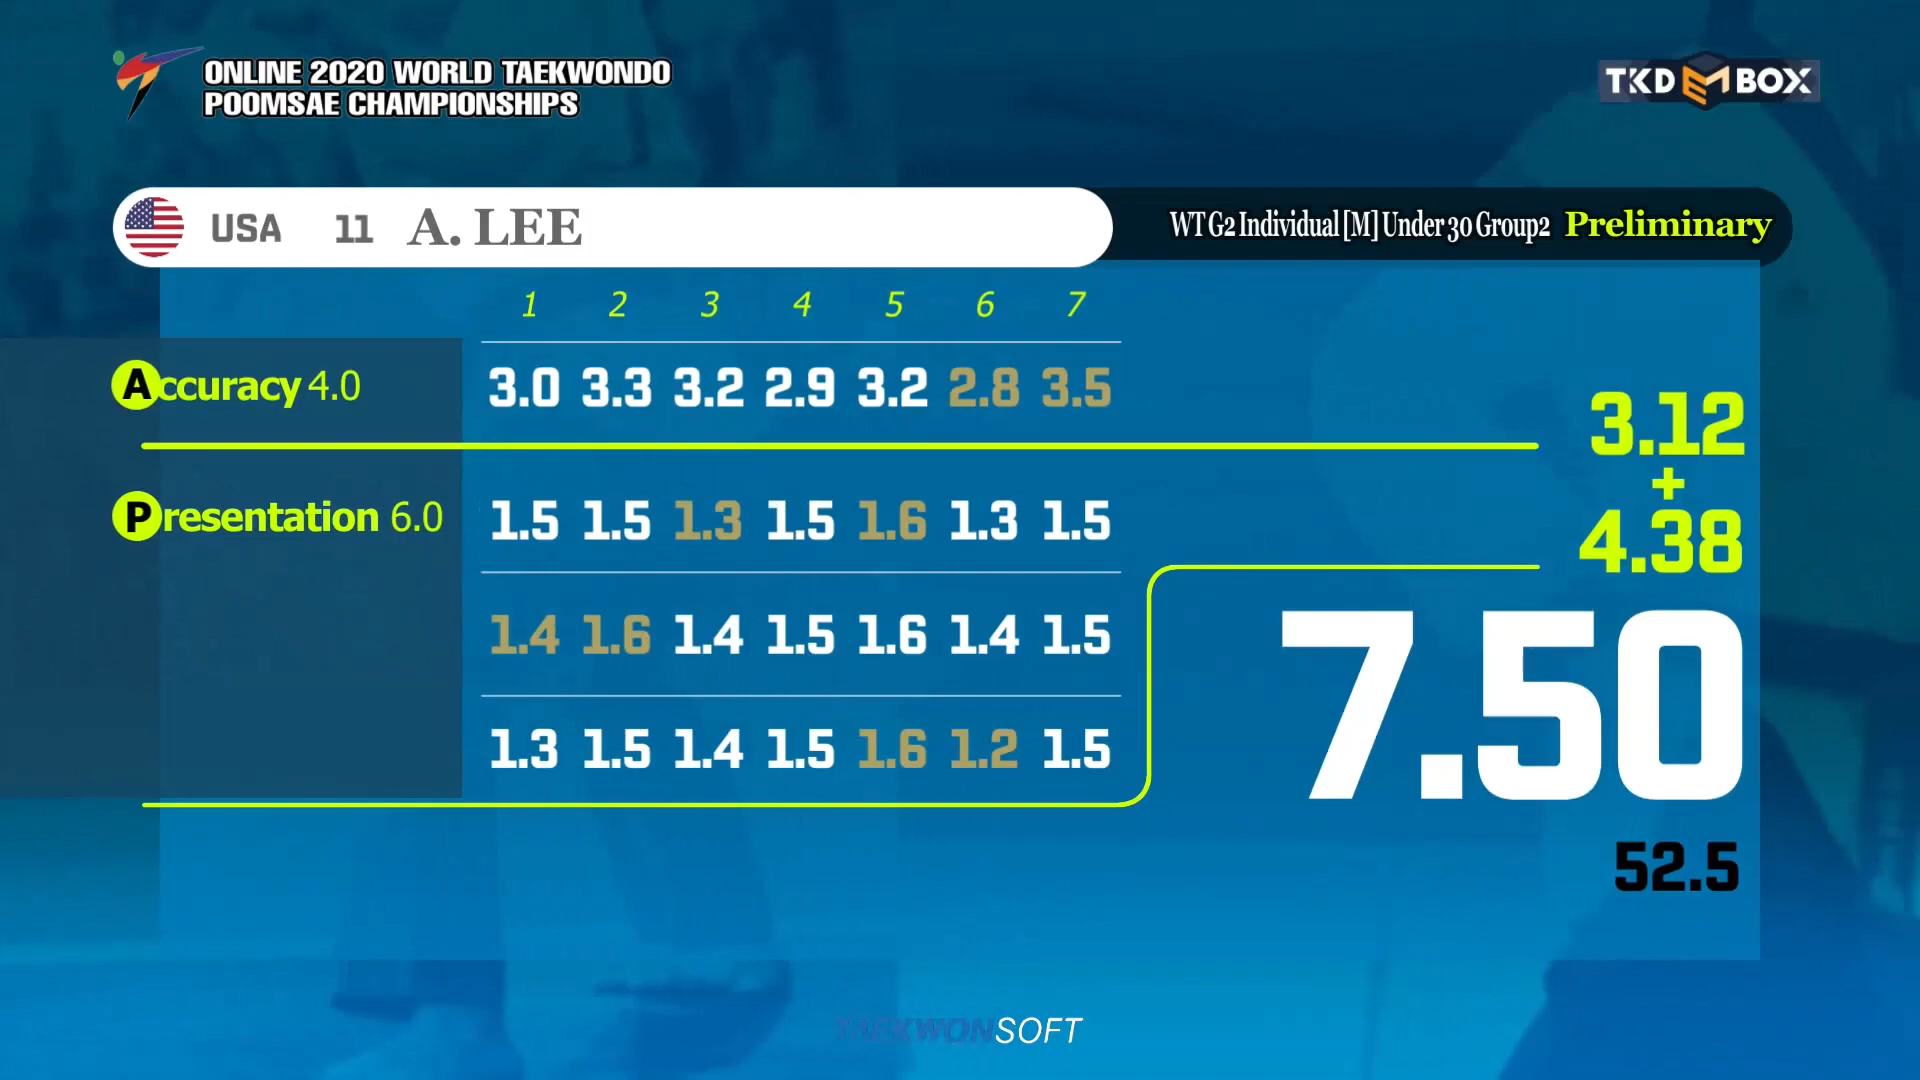 ONLINE 2020 WORLD TAEKWONDO
POOMSAE CHAMPIONSHIPS
TKD BOX
USA 11 A. LEE
WT G2 Individual [M] Under 30 Group2 Preliminary
1 2 3 4 5 6 7
Accuracy 4.0 3.0 3.3 3.2 2.9 3.2 2.8 3.5
3.12
+
Presentation 6.0 1.5 1.5 1.3 1.5 1.6 1.3 1.5
4.38
1.4 1.6 1.4 1.5 1.6 1.4 1.5
7.50
1.3 1.5 1.4 1.5 1.6 1.2 1.5
52.5
TAEKWONSOFT